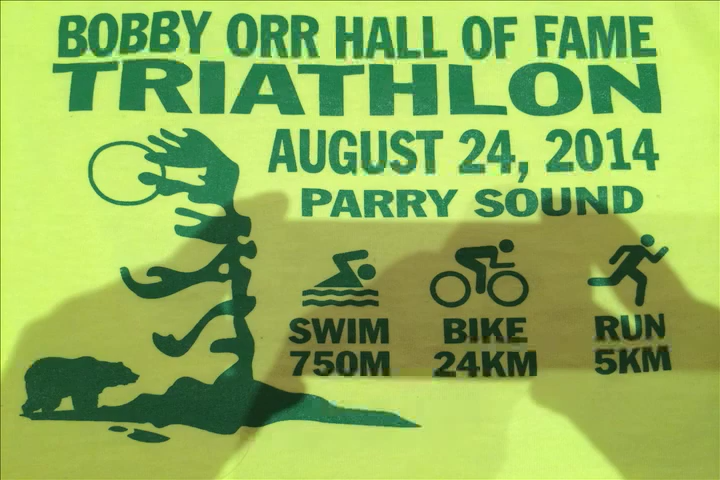 BOBBY ORR HALL OF FAME
TRIATHLON
AUGUST 24, 2014
PARRY SOUND
SWIM BIKE RUN
750M 24KM 5KM